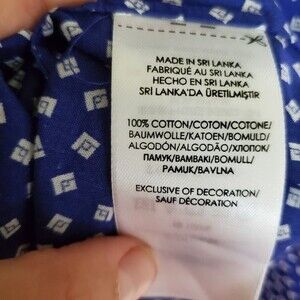 MADE IN SRI LANKA
FABRIQUÉ AU SRI LANKA
HECHO EN SRI LANKA
SRİ LANKA'DA ÜRETİLMİŞTİR
100% COTTON/COTON/COTONE/
BAUMWOLLE/KATOEN/BOMULD/
ALGODÓN/ALGODÃO/ХЛОПОК/
ПАМУК/BAMBAKI/BOMULL/
PAMUK/BAVLNA
EXCLUSIVE OF DECORATION/
SAUF DÉCORATION